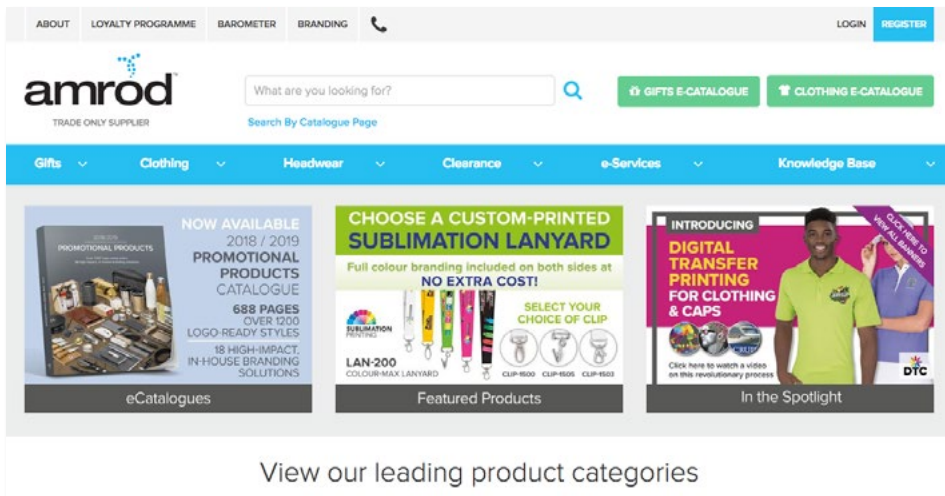 ABOUT LOYALTY PROGRAMME BAROMETER BRANDING LOGIN REGISTER
amrod
TRADE ONLY SUPPLIER
What are you looking for?
Search By Catalogue Page
GIFTS E-CATALOGUE CLOTHING E-CATALOGUE
Gifts Clothing Headwear Clearance e-Services Knowledge Base
2018/2019
PROMOTIONAL PRODUCTS
NOW AVAILABLE
2018 / 2019
PROMOTIONAL
PRODUCTS
CATALOGUE
688 PAGES
OVER 1200
LOGO-READY STYLES
18 HIGH-IMPACT,
IN-HOUSE BRANDING
SOLUTIONS
eCatalogues
CHOOSE A CUSTOM-PRINTED
SUBLIMATION LANYARD
Full colour branding included on both sides at
NO EXTRA COST!
SUBLIMATION
PRINTING
SELECT YOUR
CHOICE OF CLIP
LAN-200
COLOUR-MAX LANYARD
CLIP-1500 CLIP-1505 CLIP-1503
Featured Products
INTRODUCING
DIGITAL
TRANSFER
PRINTING
FOR CLOTHING
& CAPS
CLICK HERE TO
VIEW ALL BANNERS
Click here to watch a video
on this revolutionary process
DTC
In the Spotlight
View our leading product categories